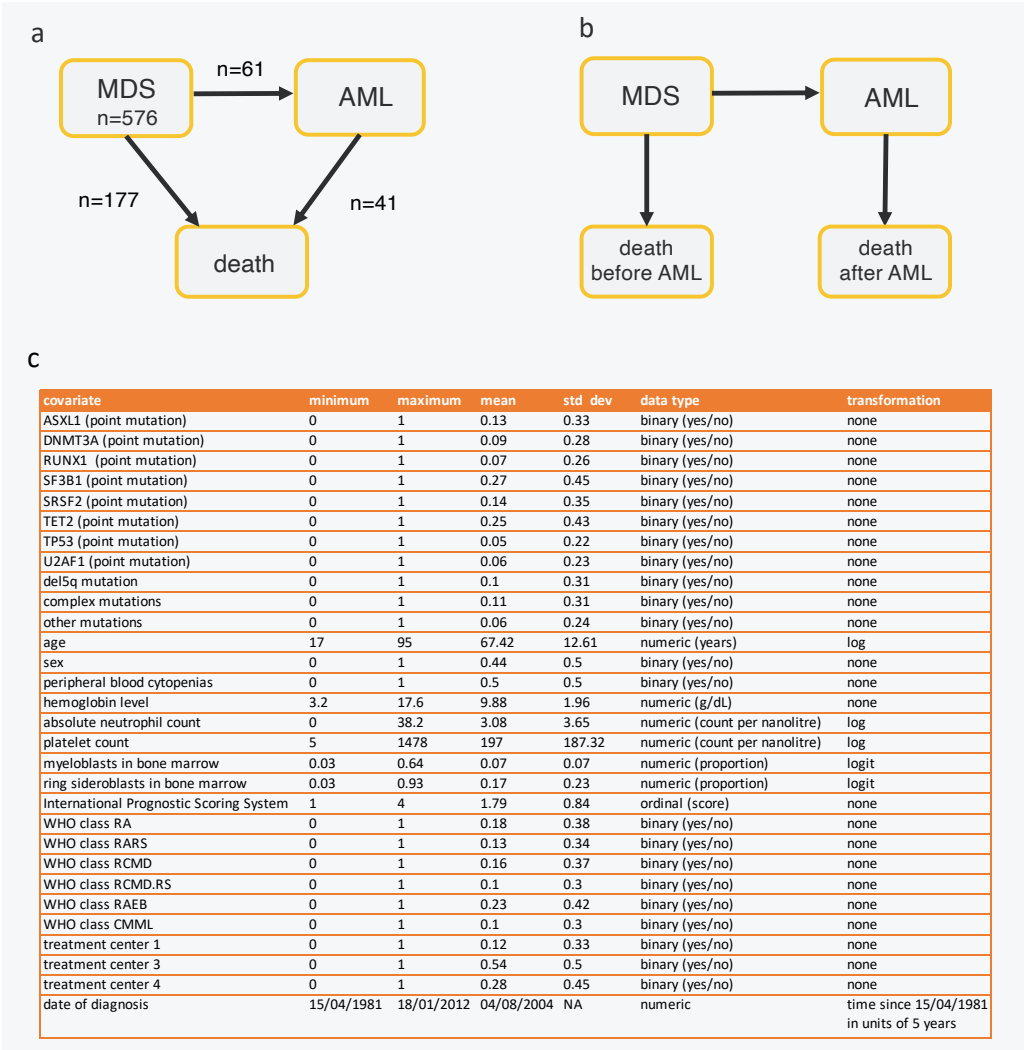 a
MDS
n=576
n=61
AML
n=177
n=41
death
b
MDS
AML
death
before AML
death
after AML
c
covariate minimum maximum mean std dev data type transformation
ASXL1 (point mutation) 0 1 0.13 0.33 binary (yes/no) none
DNMT3A (point mutation) 0 1 0.09 0.28 binary (yes/no) none
RUNX1 (point mutation) 0 1 0.07 0.26 binary (yes/no) none
SF3B1 (point mutation) 0 1 0.27 0.45 binary (yes/no) none
SRSF2 (point mutation) 0 1 0.14 0.35 binary (yes/no) none
TET2 (point mutation) 0 1 0.25 0.43 binary (yes/no) none
TP53 (point mutation) 0 1 0.05 0.22 binary (yes/no) none
U2AF1 (point mutation) 0 1 0.06 0.23 binary (yes/no) none
del5q mutation 0 1 0.1 0.31 binary (yes/no) none
complex mutations 0 1 0.11 0.31 binary (yes/no) none
other mutations 0 1 0.06 0.24 binary (yes/no) none
age 17 95 67.42 12.61 numeric (years) log
sex 0 1 0.44 0.5 binary (yes/no) none
peripheral blood cytopenias 0 1 0.5 0.5 binary (yes/no) none
hemoglobin level 3.2 17.6 9.88 1.96 numeric (g/dL) none
absolute neutrophil count 0 38.2 3.08 3.65 numeric (count per nanolitre) log
platelet count 5 1478 197 187.32 numeric (count per nanolitre) log
myeloblasts in bone marrow 0.03 0.64 0.07 0.07 numeric (proportion) logit
ring sideroblasts in bone marrow 0.03 0.93 0.17 0.23 numeric (proportion) logit
International Prognostic Scoring System 1 4 1.79 0.84 ordinal (score) none
WHO class RA 0 1 0.18 0.38 binary (yes/no) none
WHO class RARS 0 1 0.13 0.34 binary (yes/no) none
WHO class RCMD 0 1 0.16 0.37 binary (yes/no) none
WHO class RCMD.RS 0 1 0.1 0.3 binary (yes/no) none
WHO class RAEB 0 1 0.23 0.42 binary (yes/no) none
WHO class CMML 0 1 0.1 0.3 binary (yes/no) none
treatment center 1 0 1 0.12 0.33 binary (yes/no) none
treatment center 3 0 1 0.54 0.5 binary (yes/no) none
treatment center 4 0 1 0.28 0.45 binary (yes/no) none
date of diagnosis 15/04/1981 18/01/2012 04/08/2004 NA numeric time since 15/04/1981
in units of 5 years